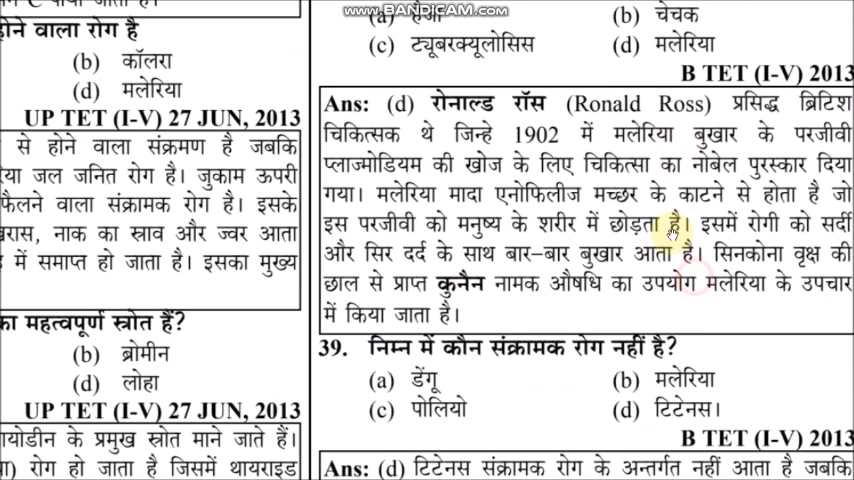 www.BANDICAM.com
होने वाला रोग है
(b) कॉलरा
(d) मलेरिया
UP TET (I-V) 27 JUN, 2013
से होने वाला संक्रमण है जबकि
जल जनित रोग है। जुकाम ऊपरी
फैलने वाला संक्रामक रोग है। इसके
नाक का स्राव और ज्वर आता
में समाप्त हो जाता है। इसका मुख्य
का महत्वपूर्ण स्त्रोत हैं?
(b) ब्रोमीन
(d) लोहा
UP TET (I-V) 27 JUN, 2013
के प्रमुख स्त्रोत माने जाते हैं।
रोग हो जाता है जिसमें थायराइड
(a) हैजा (b) चेचक
(c) ट्यूबरक्यूलोसिस (d) मलेरिया
B TET (I-V) 2013
Ans: (d) रोनाल्ड रॉस (Ronald Ross) प्रसिद्ध ब्रिटिश
चिकित्सक थे जिन्हे 1902 में मलेरिया बुखार के परजीवी
प्लाज्मोडियम की खोज के लिए चिकित्सा का नोबेल पुरस्कार दिया
गया। मलेरिया मादा एनोफिलीज मच्छर के काटने से होता है जो
इस परजीवी को मनुष्य के शरीर में छोड़ता है। इसमें रोगी को सर्दी
और सिर दर्द के साथ बार-बार बुखार आता है। सिनकोना वृक्ष की
छाल से प्राप्त कुनैन नामक औषधि का उपयोग मलेरिया के उपचार
में किया जाता है।
39. निम्न में कौन संक्रामक रोग नहीं है?
(a) डेंगू (b) मलेरिया
(c) पोलियो (d) टिटेनस।
B TET (I-V) 2013
Ans: (d) टिटेनस संक्रामक रोग के अन्तर्गत नहीं आता है जबकि